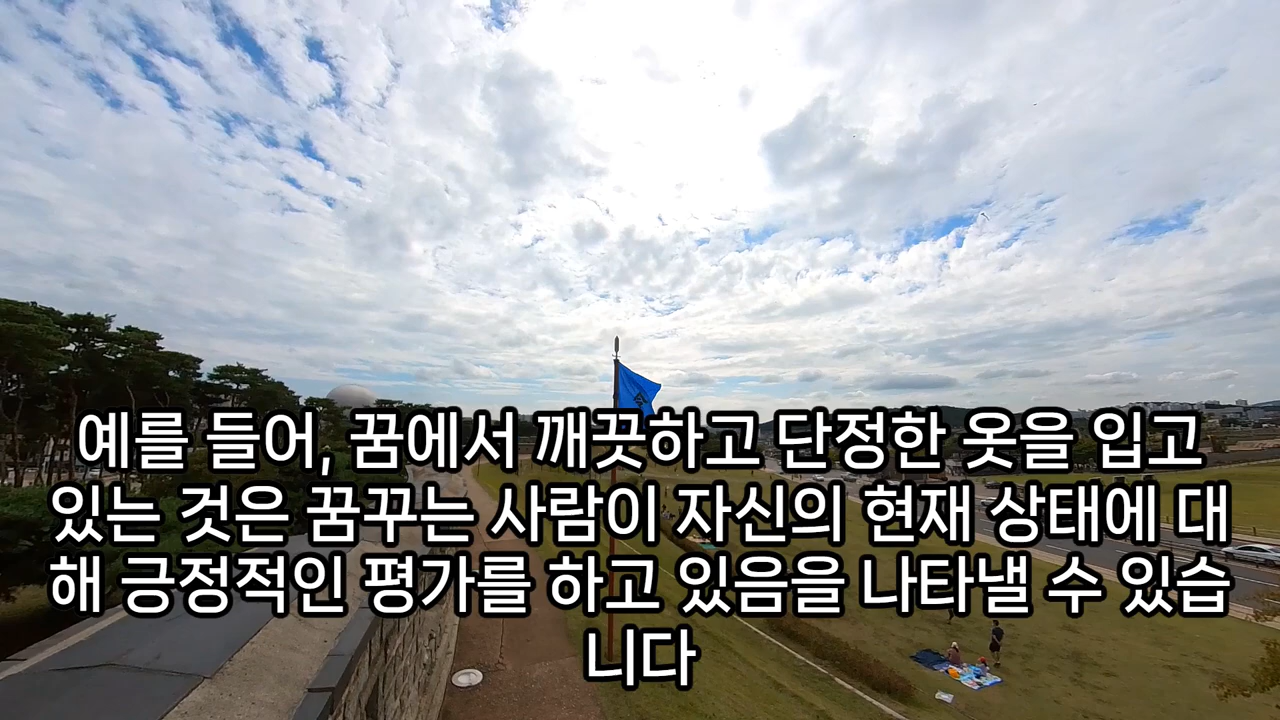 예를 들어, 꿈에서 깨끗하고 단정한 옷을 입고
있는 것은 꿈꾸는 사람이 자신의 현재 상태에 대
해 긍정적인 평가를 하고 있음을 나타낼 수 있습
니다